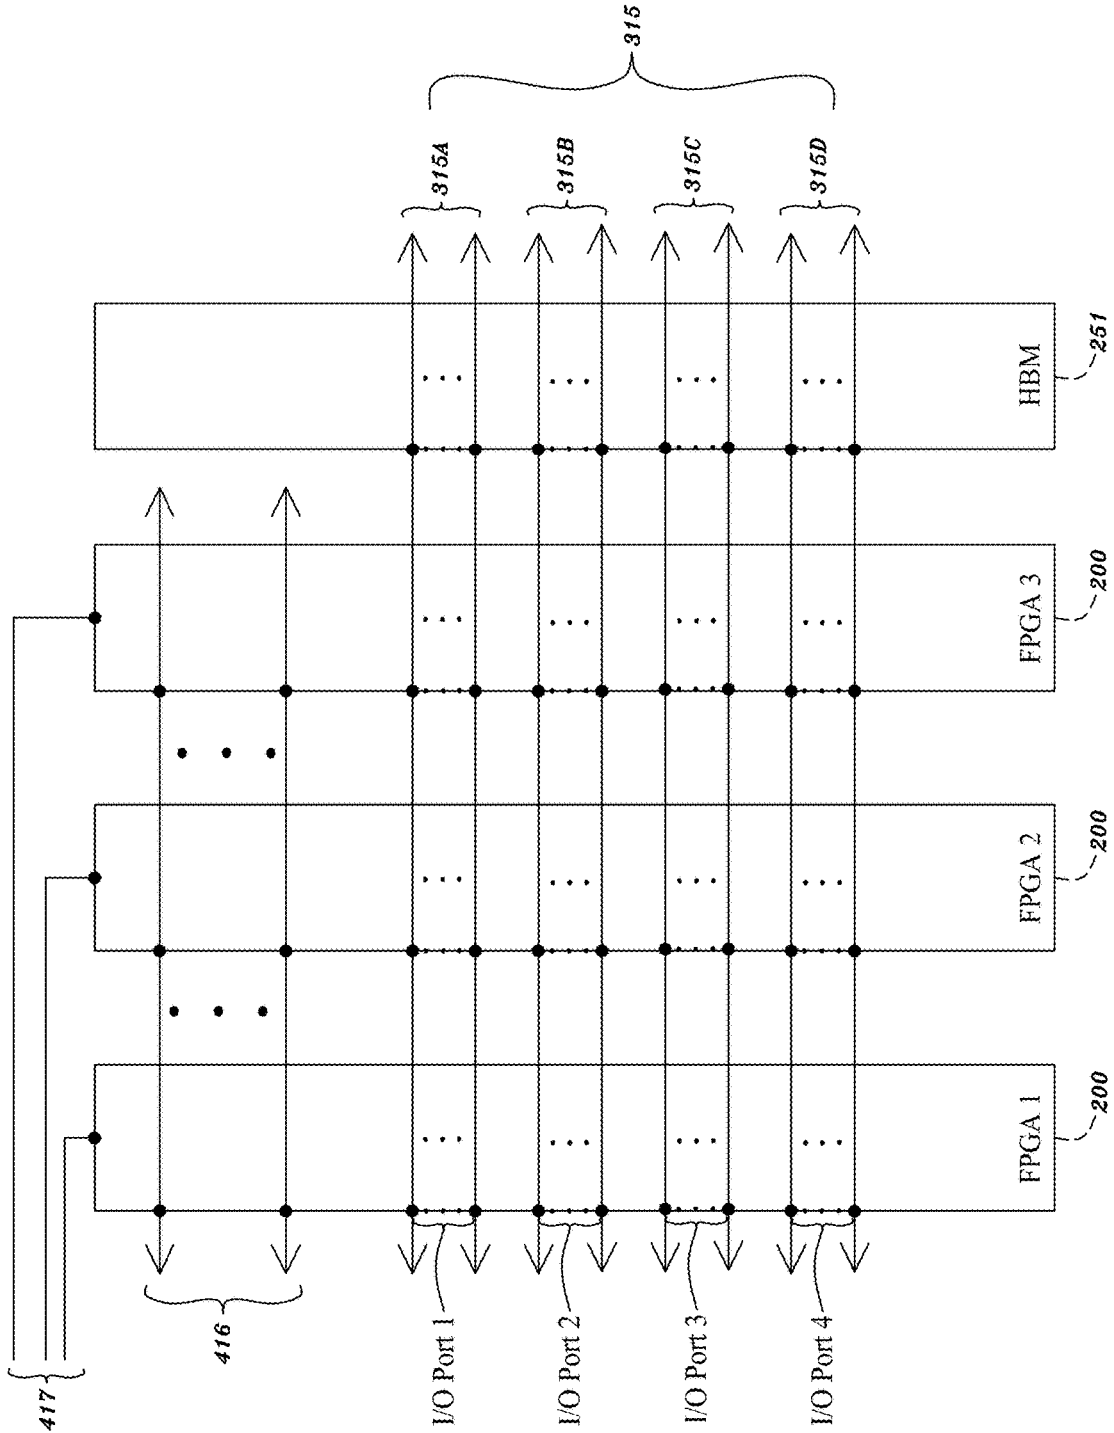 417
416
I/O Port 1
I/O Port 2
I/O Port 3
I/O Port 4
FPGA 1
200
FPGA 2
200
FPGA 3
200
HBM
251
315A
315B
315C
315D
315